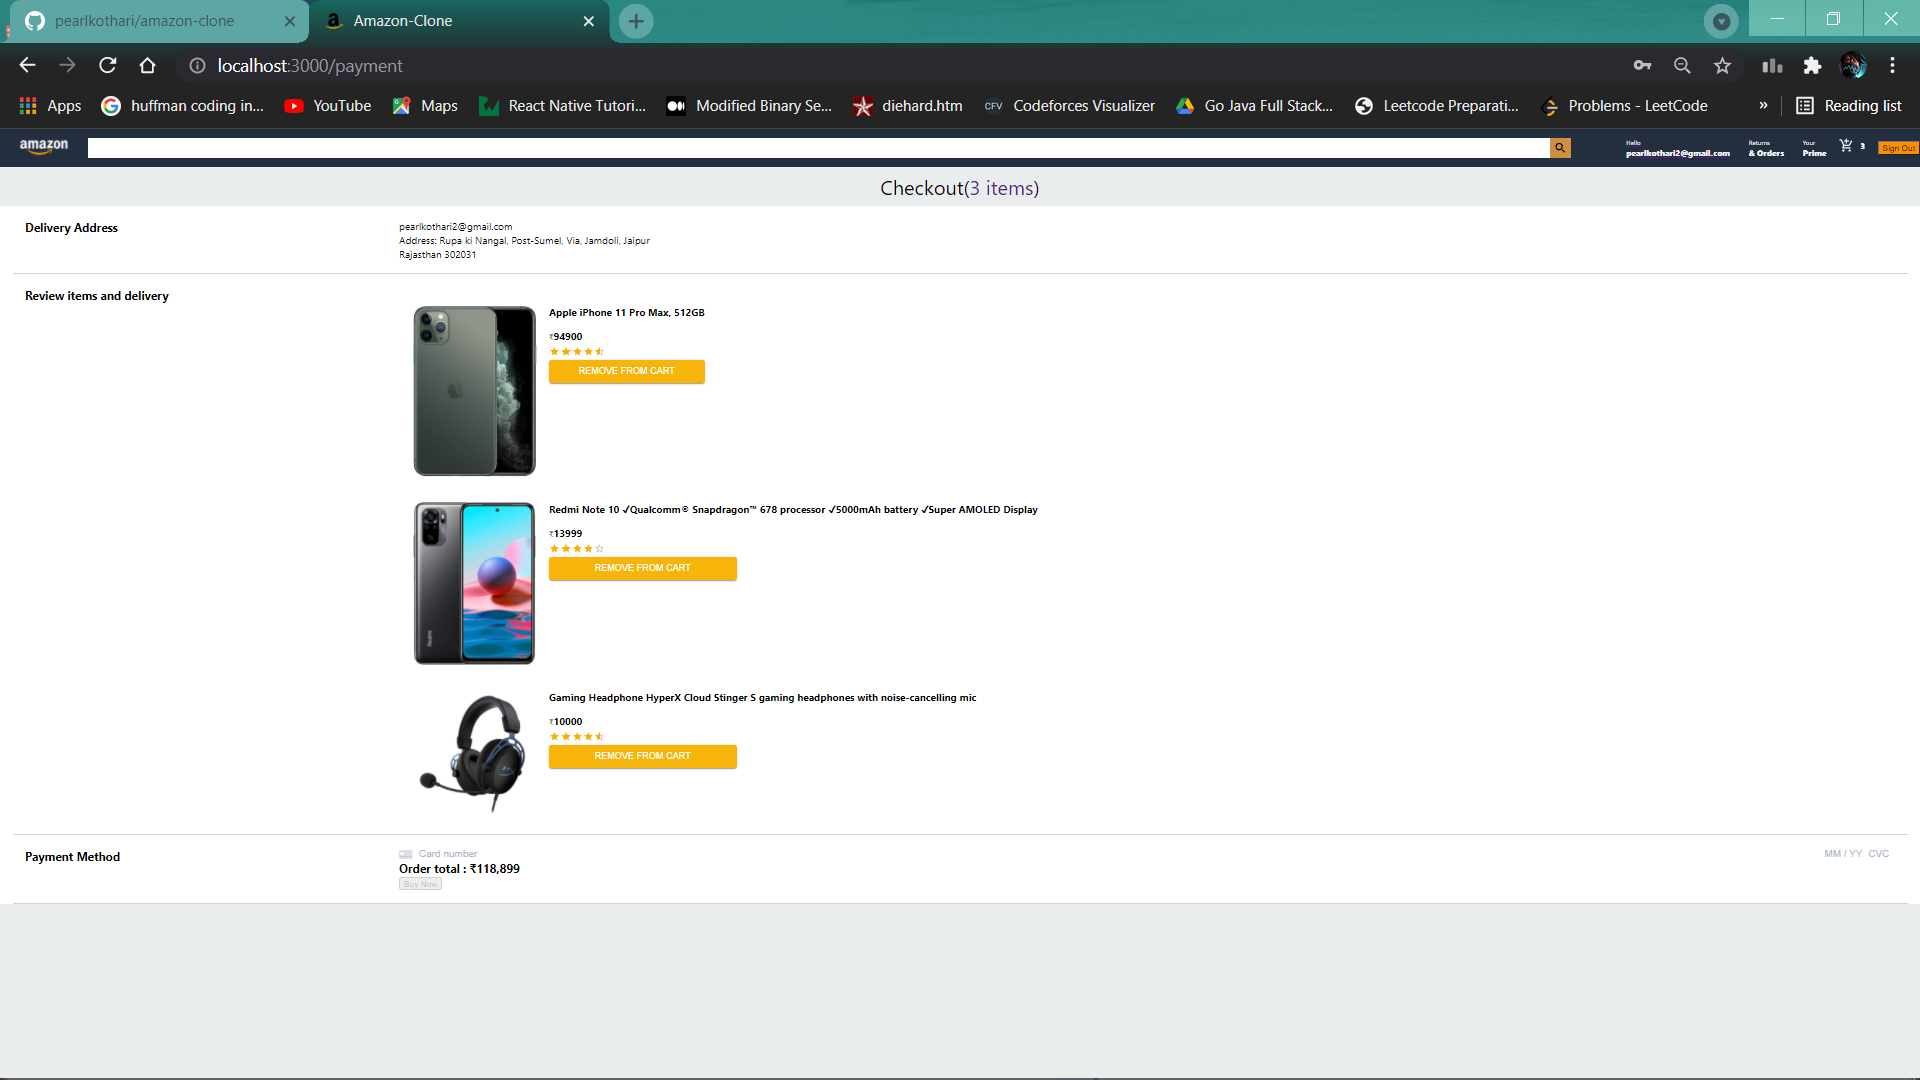 pearlkothari/amazon-clone
Amazon-Clone
localhost:3000/payment
Apps
huffman coding in...
YouTube
Maps
React Native Tutori...
Modified Binary Se...
diehard.htm
CFV
Codeforces Visualizer
Go Java Full Stack...
Leetcode Preparati...
Problems - LeetCode
»
Reading list
amazon
Hello
pearlkothari2@gmail.com
Returns
& Orders
Your
Prime
3
Sign Out
Checkout(3 items)
Delivery Address
pearlkothari2@gmail.com
Address: Rupa ki Nangal, Post-Sumel, Via, Jamdoli, Jaipur
Rajasthan 302031
Review items and delivery
Apple iPhone 11 Pro Max, 512GB
₹94900
REMOVE FROM CART
Redmi Note 10 ✓Qualcomm® Snapdragon™ 678 processor ✓5000mAh battery ✓Super AMOLED Display
₹13999
REMOVE FROM CART
Redmi
Gaming Headphone HyperX Cloud Stinger S gaming headphones with noise-cancelling mic
₹10000
REMOVE FROM CART
Payment Method
Card number
MM / YY CVC
Order total : ₹118,899
Buy Now